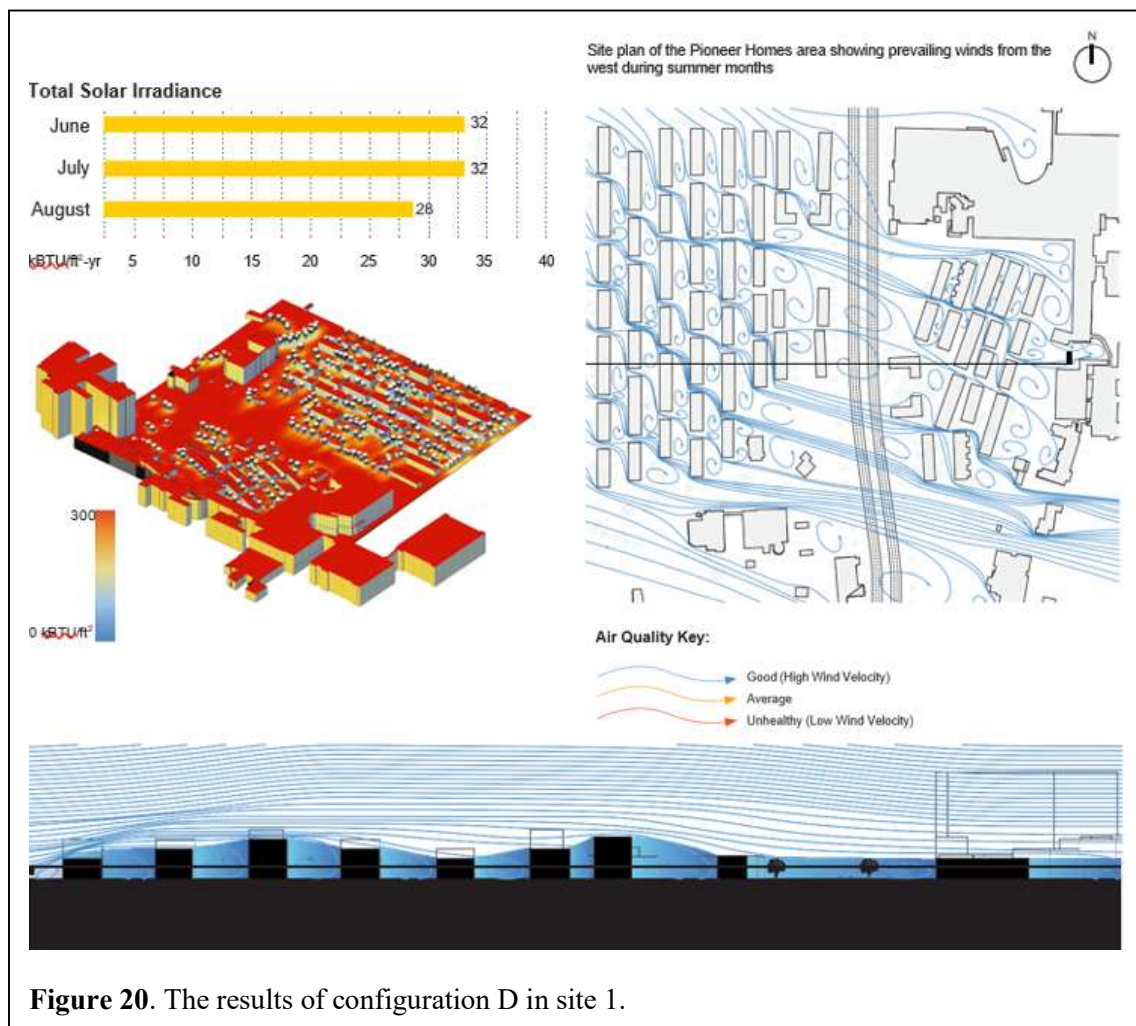 Total Solar Irradiance
June
32
July
32
August
28
kBTU/ft²-yr 5 10 15 20 25 30 35 40
300
0 kBTU/ft²
Site plan of the Pioneer Homes area showing prevailing winds from the
west during summer months
N
Air Quality Key:
Good (High Wind Velocity)
Average
Unhealthy (Low Wind Velocity)
Figure 20. The results of configuration D in site 1.